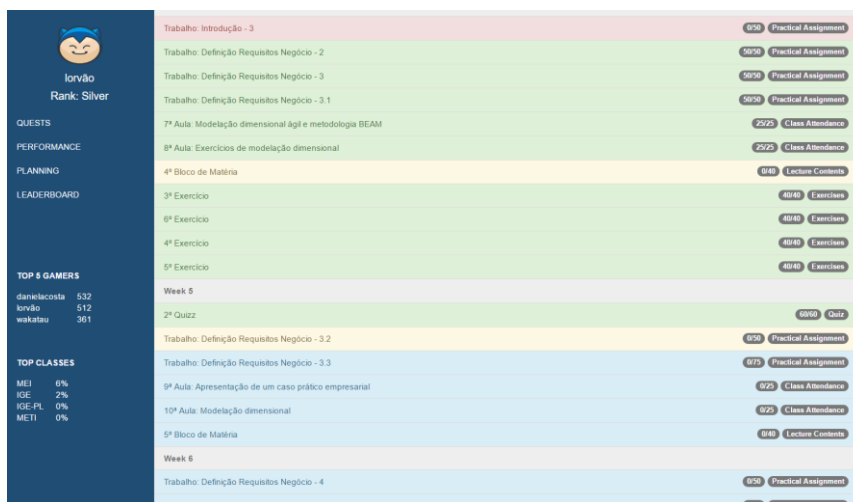 lorvão
Rank: Silver
QUESTS
PERFORMANCE
PLANNING
LEADERBOARD
TOP 5 GAMERS
danielacosta 532
lorvão 512
wakatau 361
TOP CLASSES
MEI 6%
IGE 2%
IGE-PL 0%
METI 0%
Trabalho: Introdução - 3 0/50 Practical Assignment
Trabalho: Definição Requisitos Negócio - 2 50/50 Practical Assignment
Trabalho: Definição Requisitos Negócio - 3 50/50 Practical Assignment
Trabalho: Definição Requisitos Negócio - 3.1 50/50 Practical Assignment
7ª Aula: Modelação dimensional ágil e metodologia BEAM 25/25 Class Attendance
8ª Aula: Exercícios de modelação dimensional 25/25 Class Attendance
4º Bloco de Matéria 0/40 Lecture Contents
3º Exercício 40/40 Exercises
6º Exercício 40/40 Exercises
4º Exercício 40/40 Exercises
5º Exercício 40/40 Exercises
Week 5
2º Quizz 60/60 Quiz
Trabalho: Definição Requisitos Negócio - 3.2 0/50 Practical Assignment
Trabalho: Definição Requisitos Negócio - 3.3 0/75 Practical Assignment
9ª Aula: Apresentação de um caso prático empresarial 0/25 Class Attendance
10ª Aula: Modelação dimensional 0/25 Class Attendance
5º Bloco de Matéria 0/40 Lecture Contents
Week 6
Trabalho: Definição Requisitos Negócio - 4 0/50 Practical Assignment